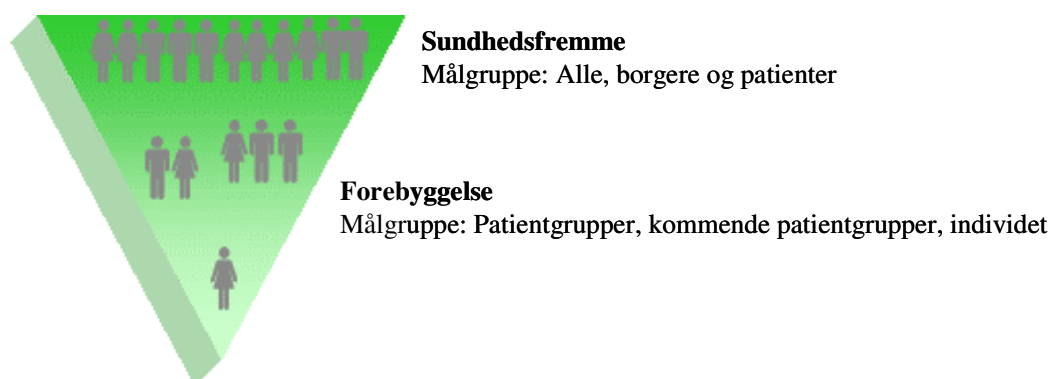 Sundhedsfremme
Målgruppe: Alle, borgere og patienter
Forebyggelse
Målgruppe: Patientgrupper, kommende patientgrupper, individet